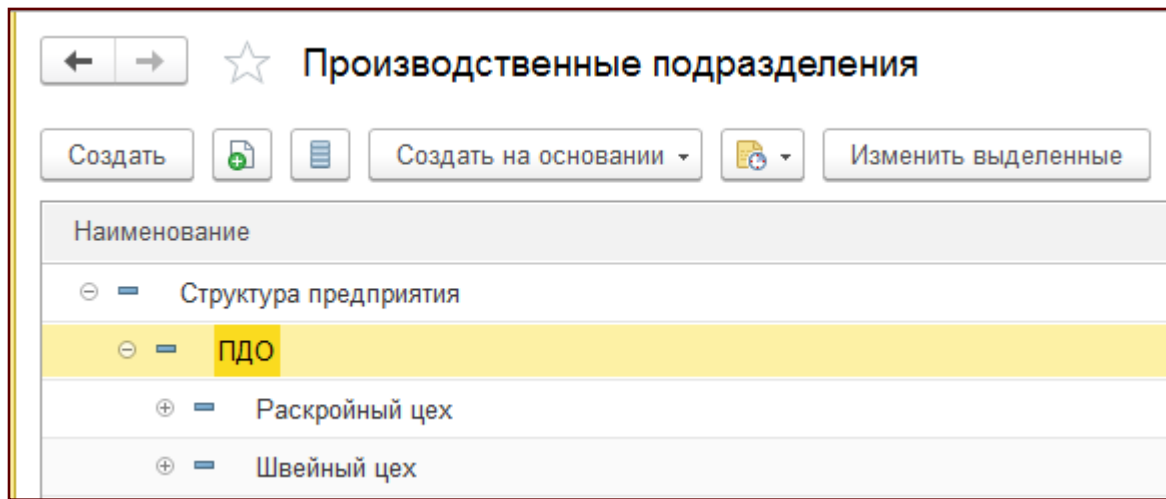 Производственные подразделения
Создать Создать на основании Изменить выделенные
Наименование
Структура предприятия
ПДО
Раскройный цех
Швейный цех